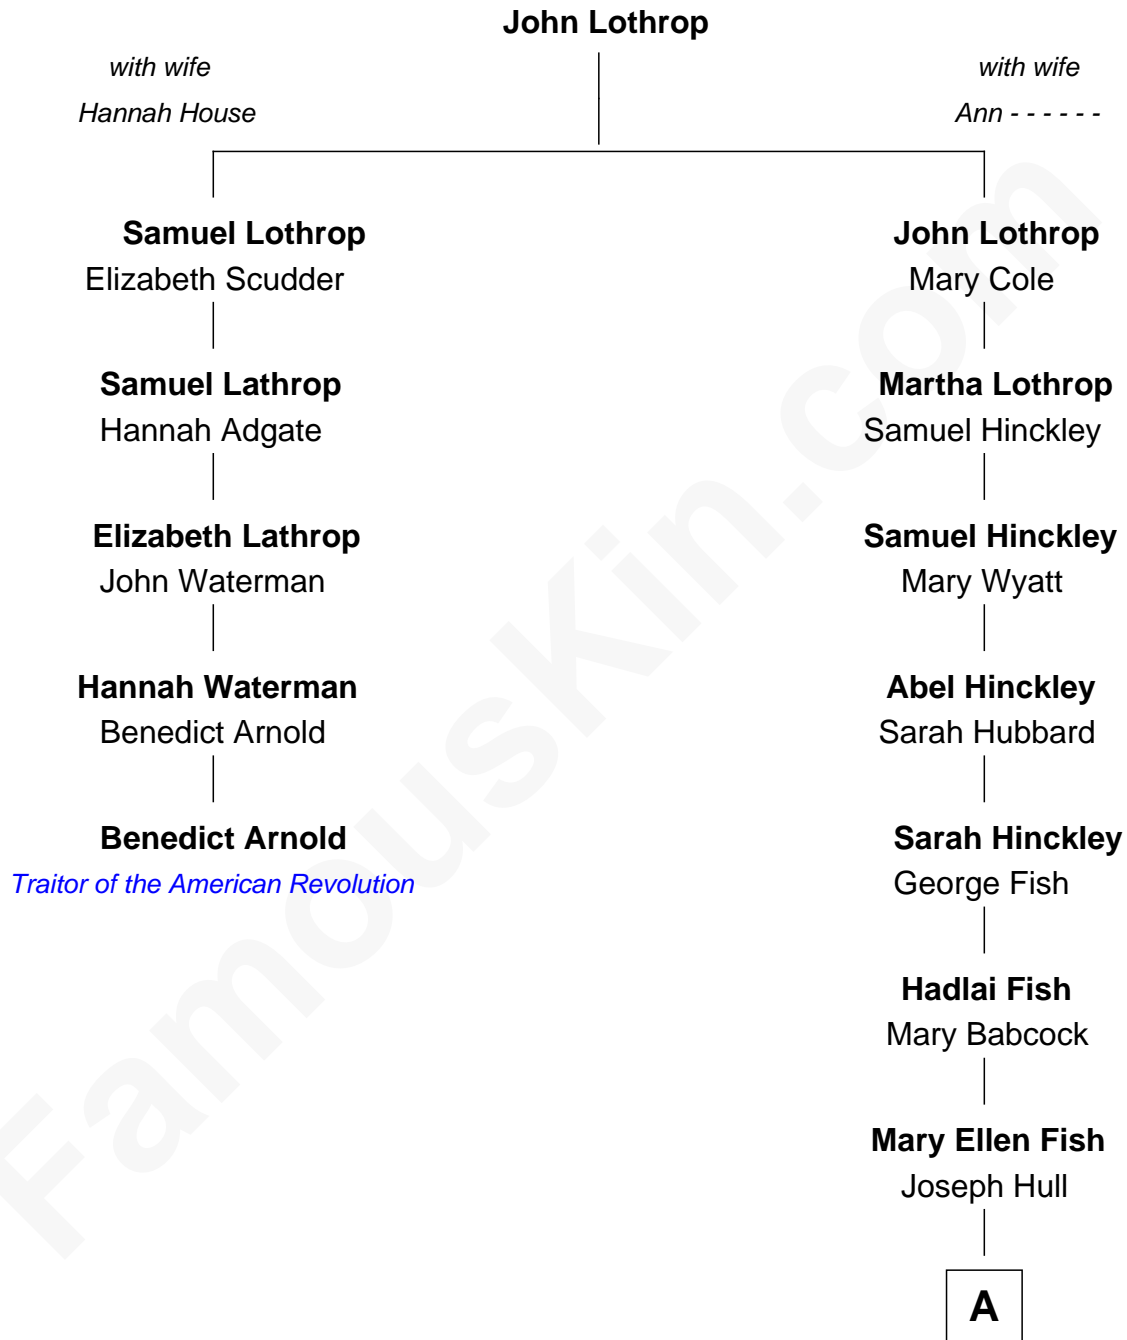 John Lothrop
with wife
Hannah House
with wife
Ann - - - - - -
Samuel Lothrop
Elizabeth Scudder
John Lothrop
Mary Cole
Samuel Lathrop
Hannah Adgate
Martha Lothrop
Samuel Hinckley
Elizabeth Lathrop
John Waterman
Samuel Hinckley
Mary Wyatt
Hannah Waterman
Benedict Arnold
Abel Hinckley
Sarah Hubbard
Benedict Arnold
Traitor of the American Revolution
Sarah Hinckley
George Fish
Hadlai Fish
Mary Babcock
Mary Ellen Fish
Joseph Hull
A
FamousKin.com